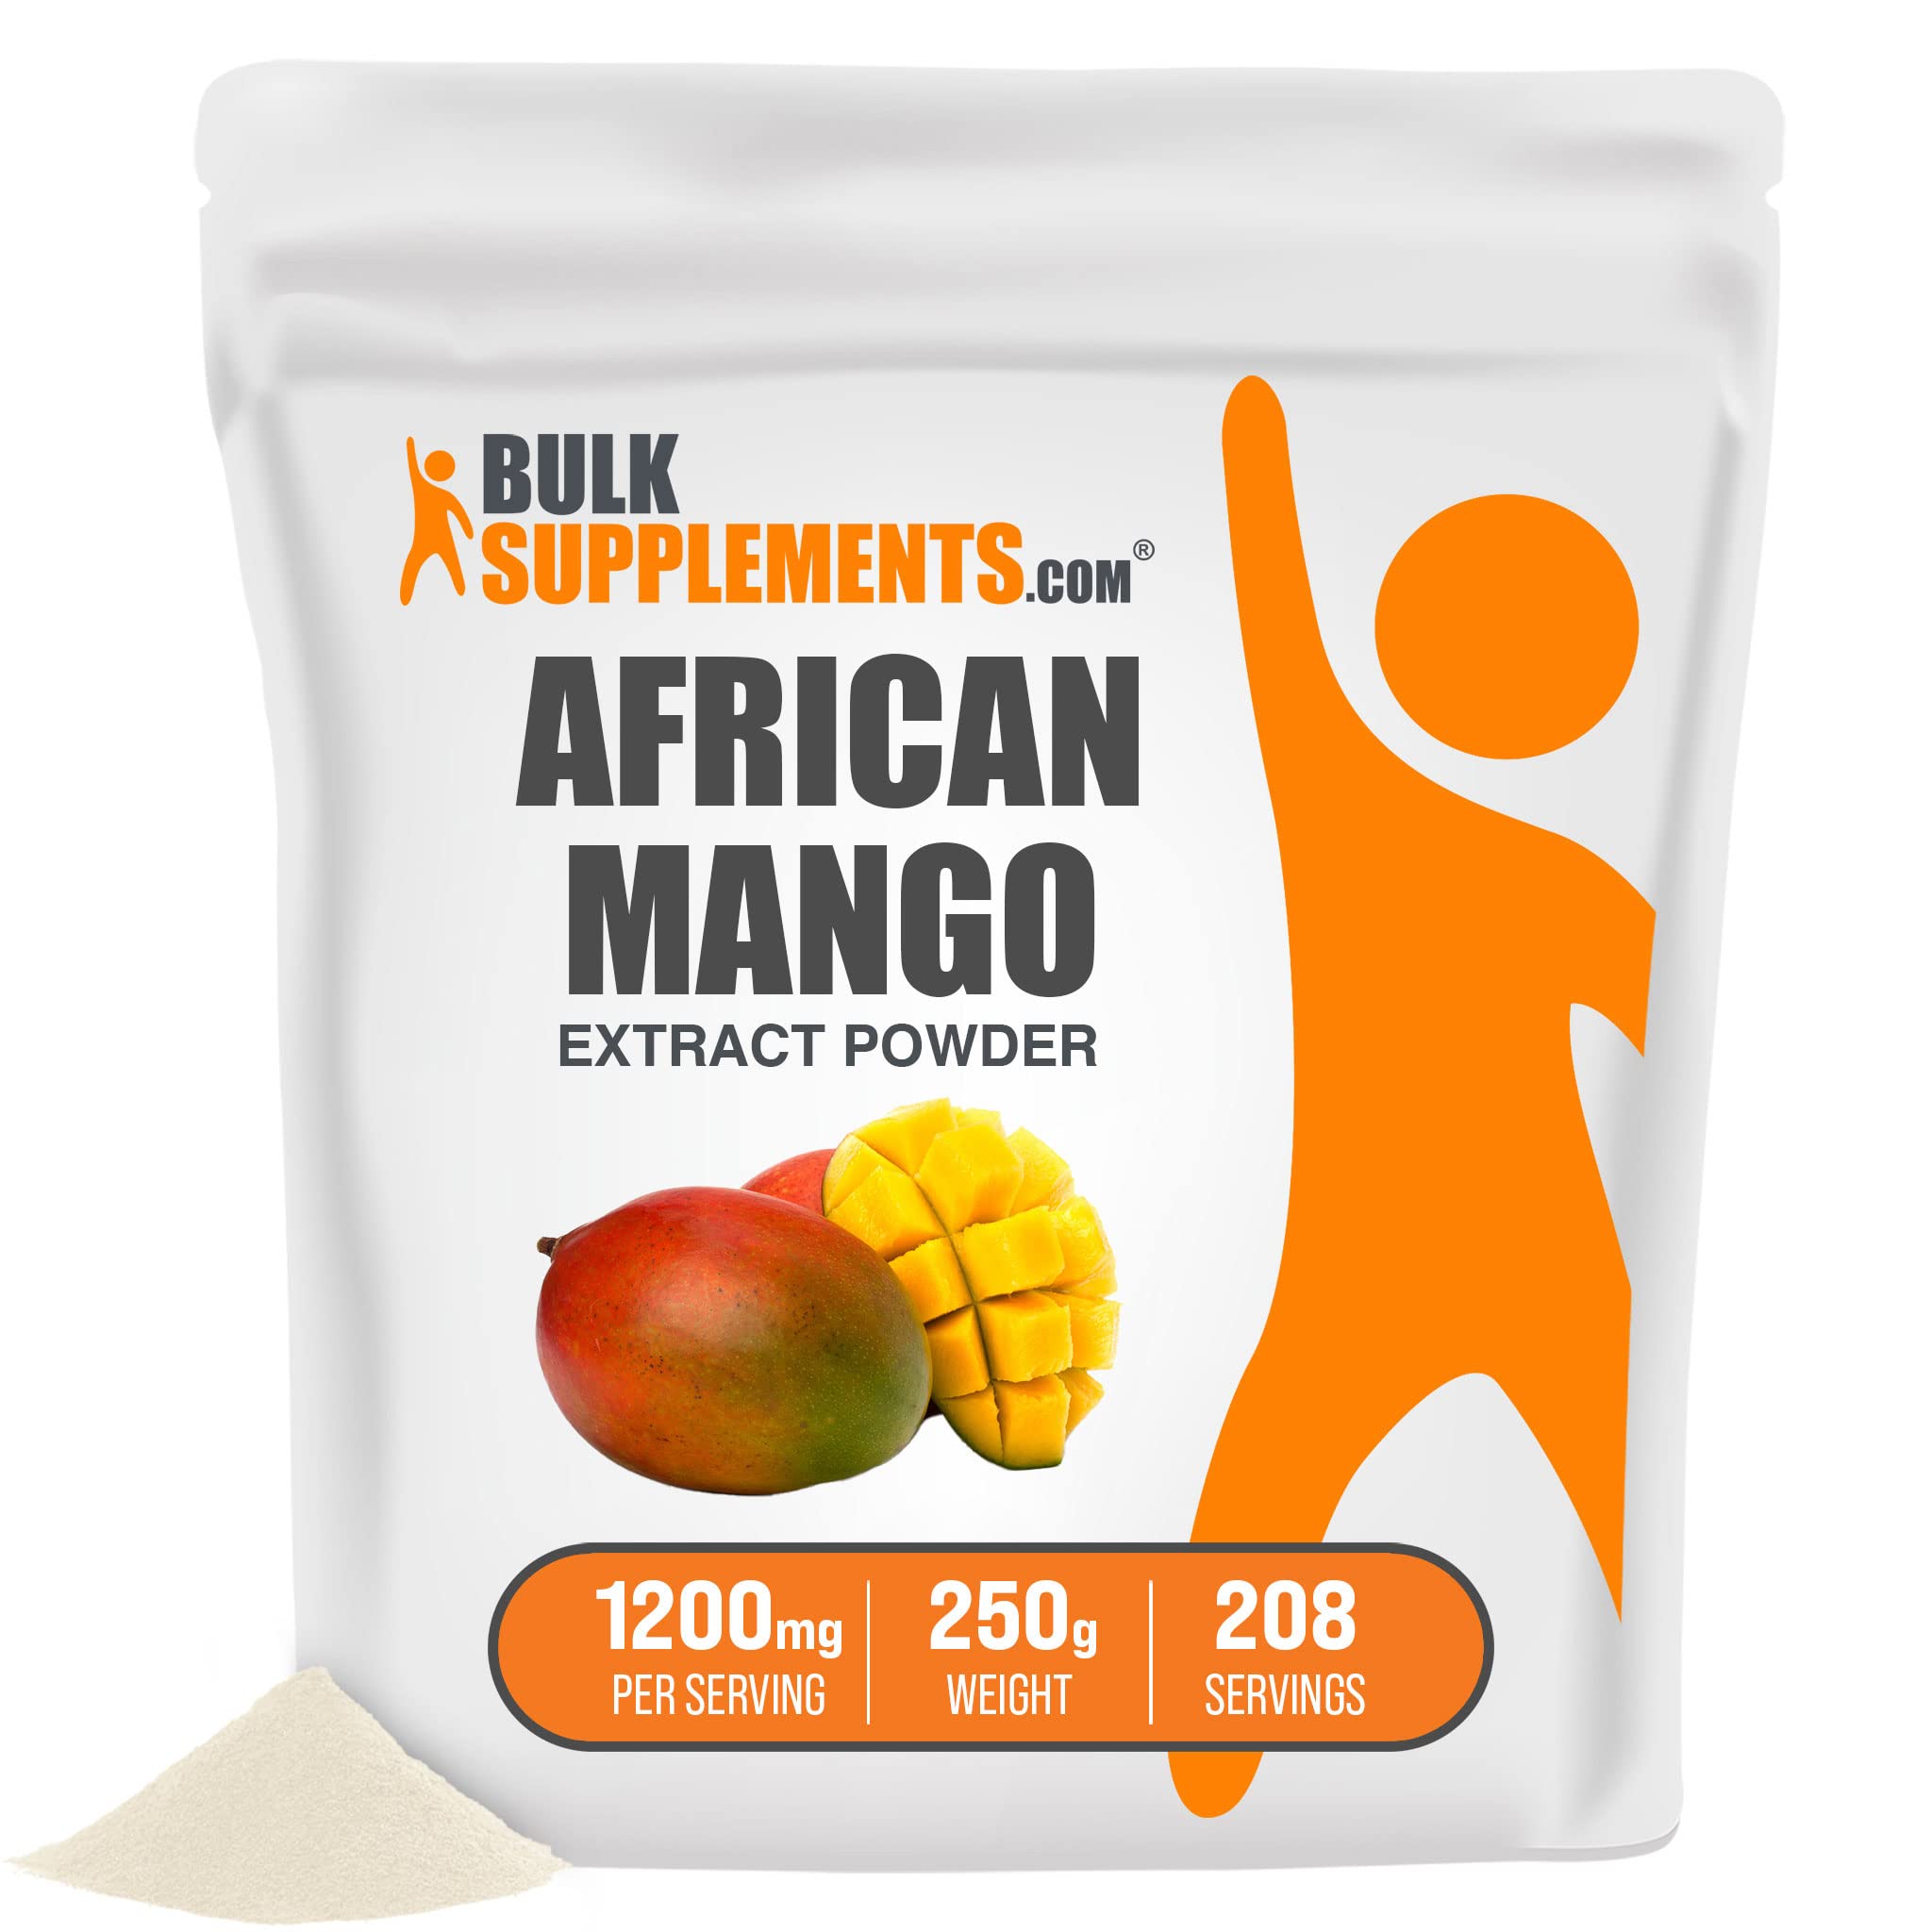 BULK
SUPPLEMENTS.COM®
AFRICAN
MANGO
EXTRACT POWDER
1200mg
PER SERVING
250g
WEIGHT
208
SERVINGS